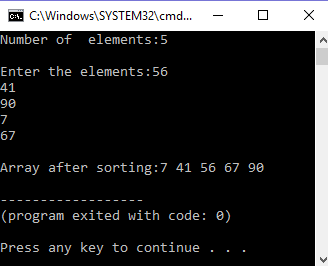 C:\Windows\SYSTEM32\cmd...
Number of  elements:5
Enter the elements:56
41
90
7
67
Array after sorting:7 41 56 67 90
------------------
(program exited with code: 0)
Press any key to continue . . .